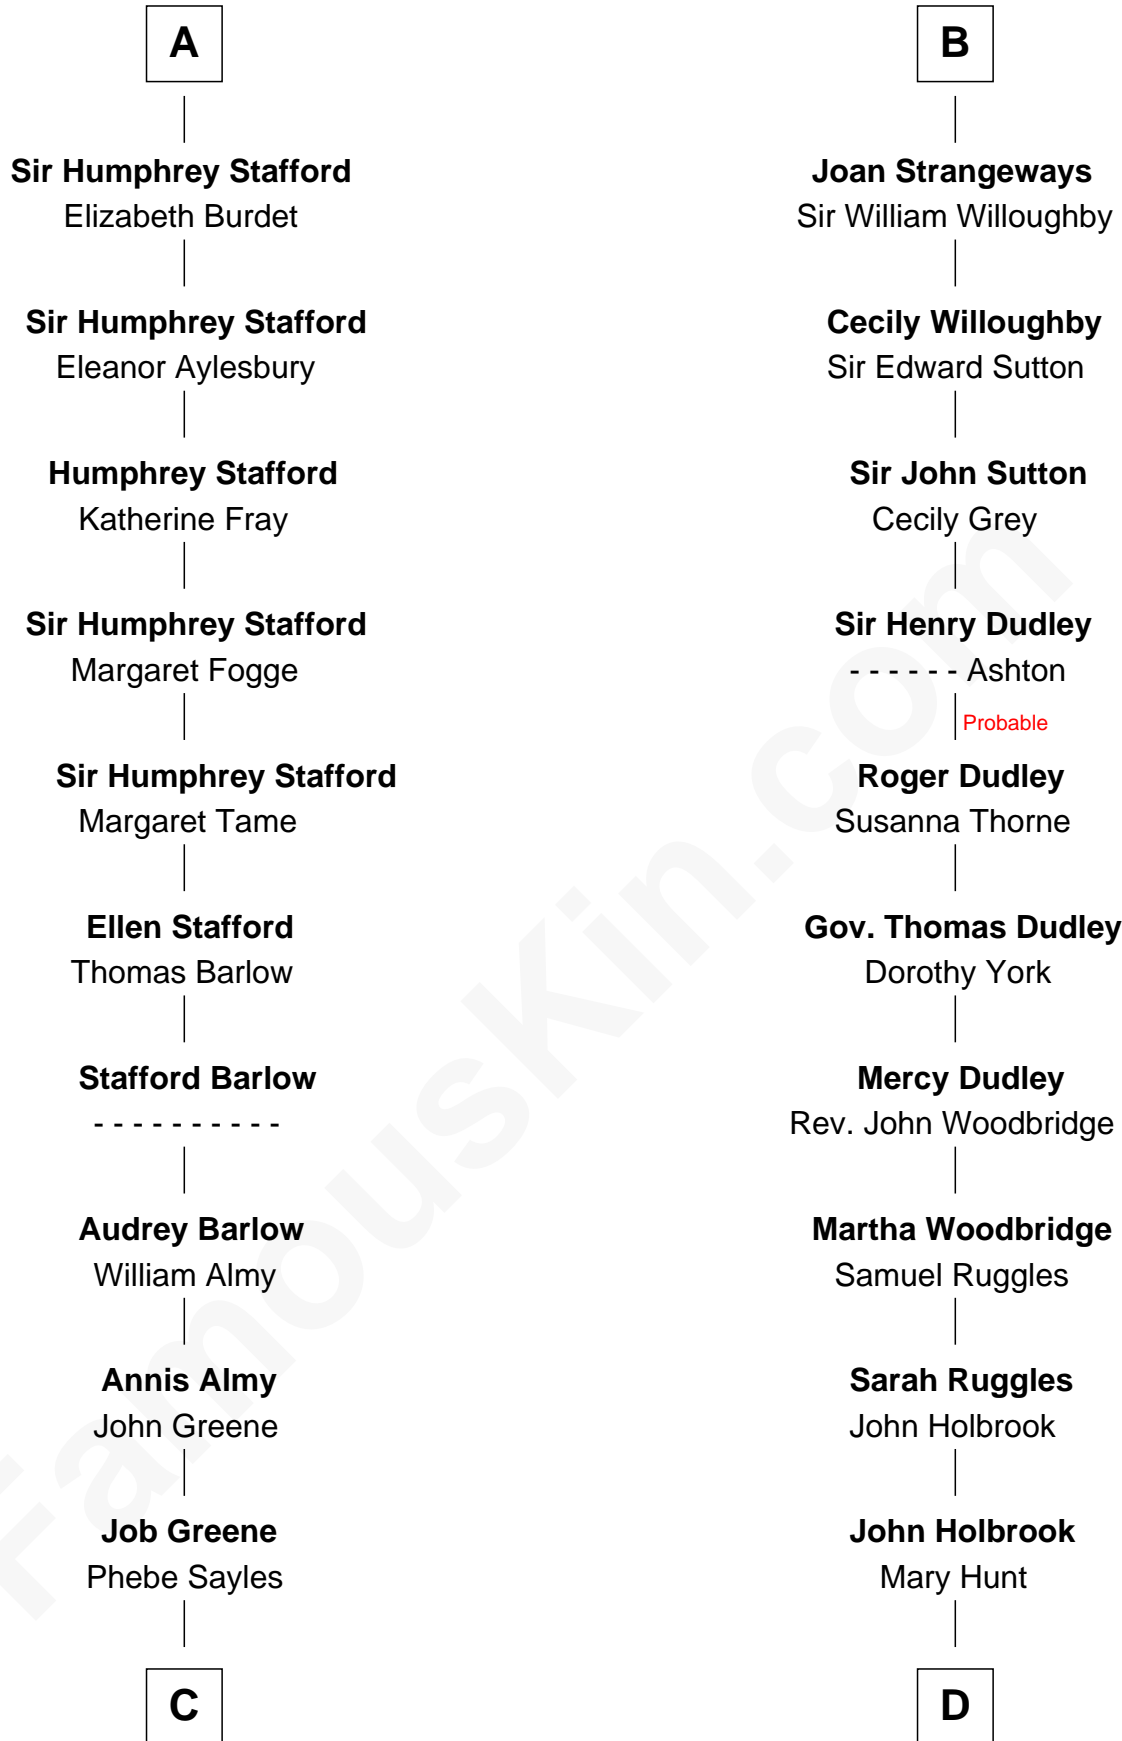 A
Sir Humphrey Stafford
Elizabeth Burdet
Sir Humphrey Stafford
Eleanor Aylesbury
Humphrey Stafford
Katherine Fray
Sir Humphrey Stafford
Margaret Fogge
Sir Humphrey Stafford
Margaret Tame
Ellen Stafford
Thomas Barlow
Stafford Barlow
- - - - - - - - - -
Audrey Barlow
William Almy
Annis Almy
John Greene
Job Greene
Phebe Sayles
C
B
Joan Strangeways
Sir William Willoughby
Cecily Willoughby
Sir Edward Sutton
Sir John Sutton
Cecily Grey
Sir Henry Dudley
- - - - - - Ashton
Probable
Roger Dudley
Susanna Thorne
Gov. Thomas Dudley
Dorothy York
Mercy Dudley
Rev. John Woodbridge
Martha Woodbridge
Samuel Ruggles
Sarah Ruggles
John Holbrook
John Holbrook
Mary Hunt
D
FamousKin.com